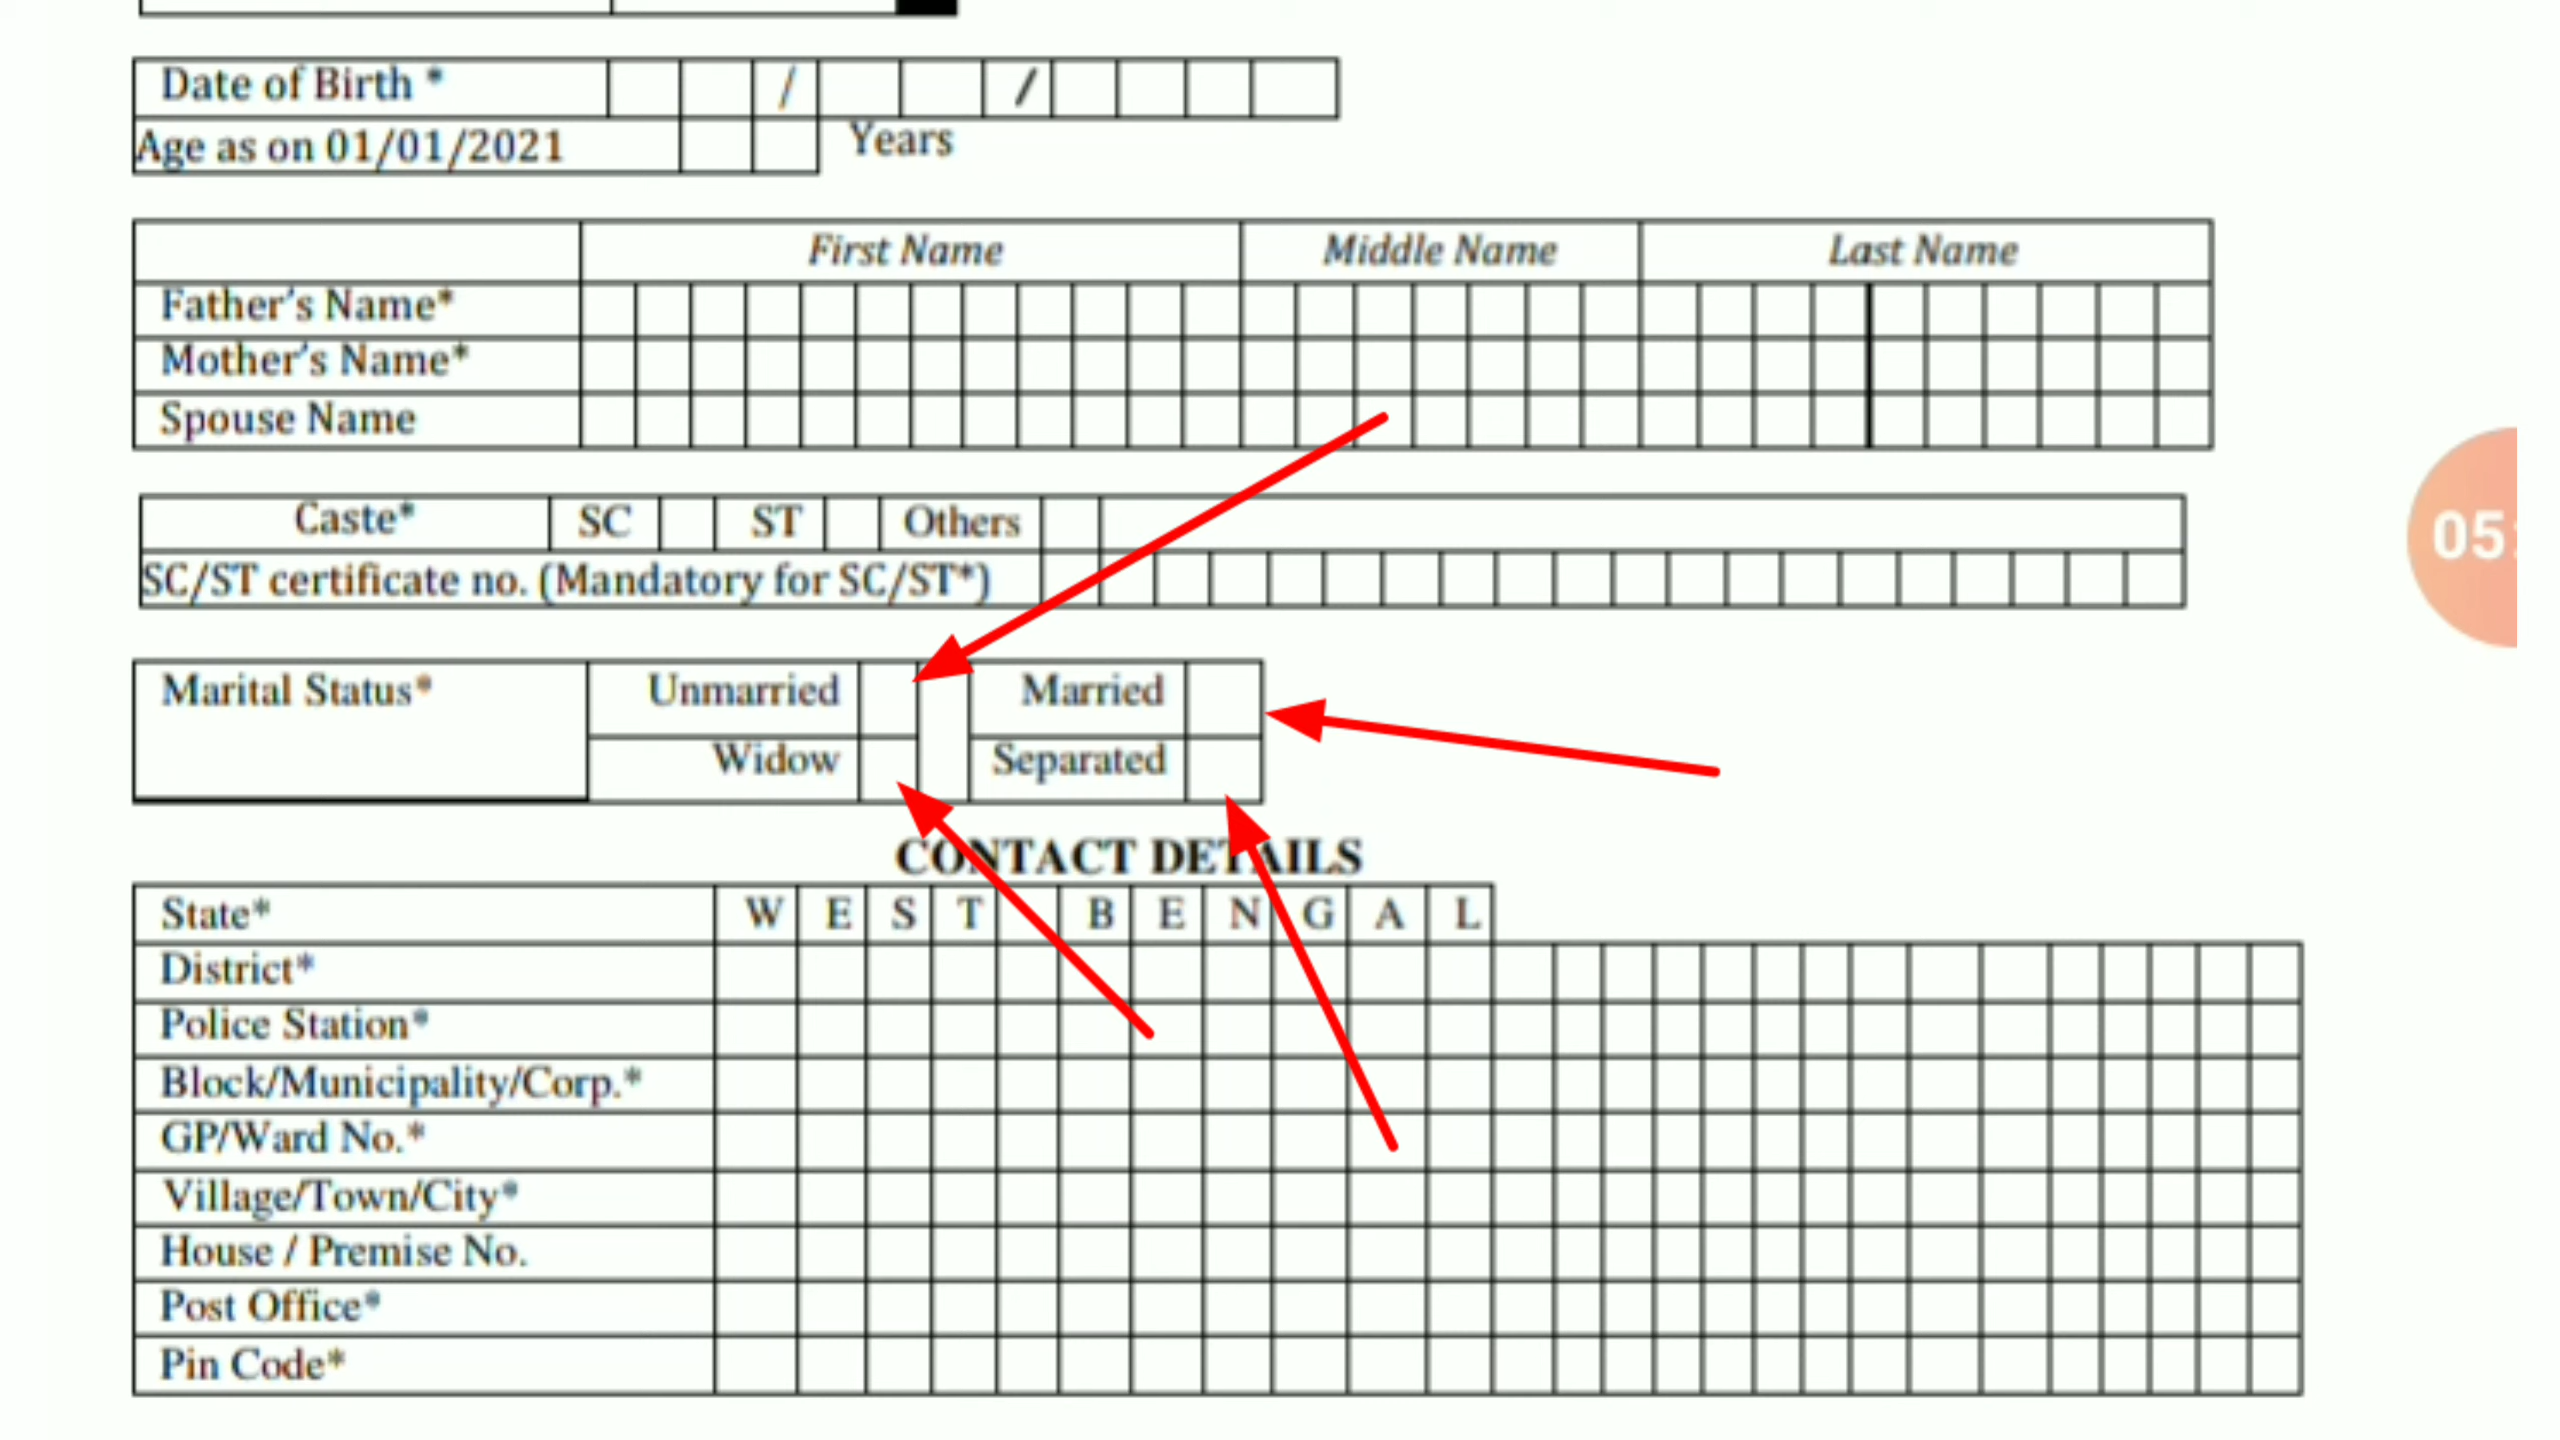 Date of Birth * / /
Age as on 01/01/2021 Years
First Name Middle Name Last Name
Father's Name*
Mother's Name*
Spouse Name
Caste* SC ST Others
SC/ST certificate no. (Mandatory for SC/ST*)
Marital Status* Unmarried Married
Widow Separated
CONTACT DETAILS
State* W E S T B E N G A L
District*
Police Station*
Block/Municipality/Corp.*
GP/Ward No.*
Village/Town/City*
House / Premise No.
Post Office*
Pin Code*
05: